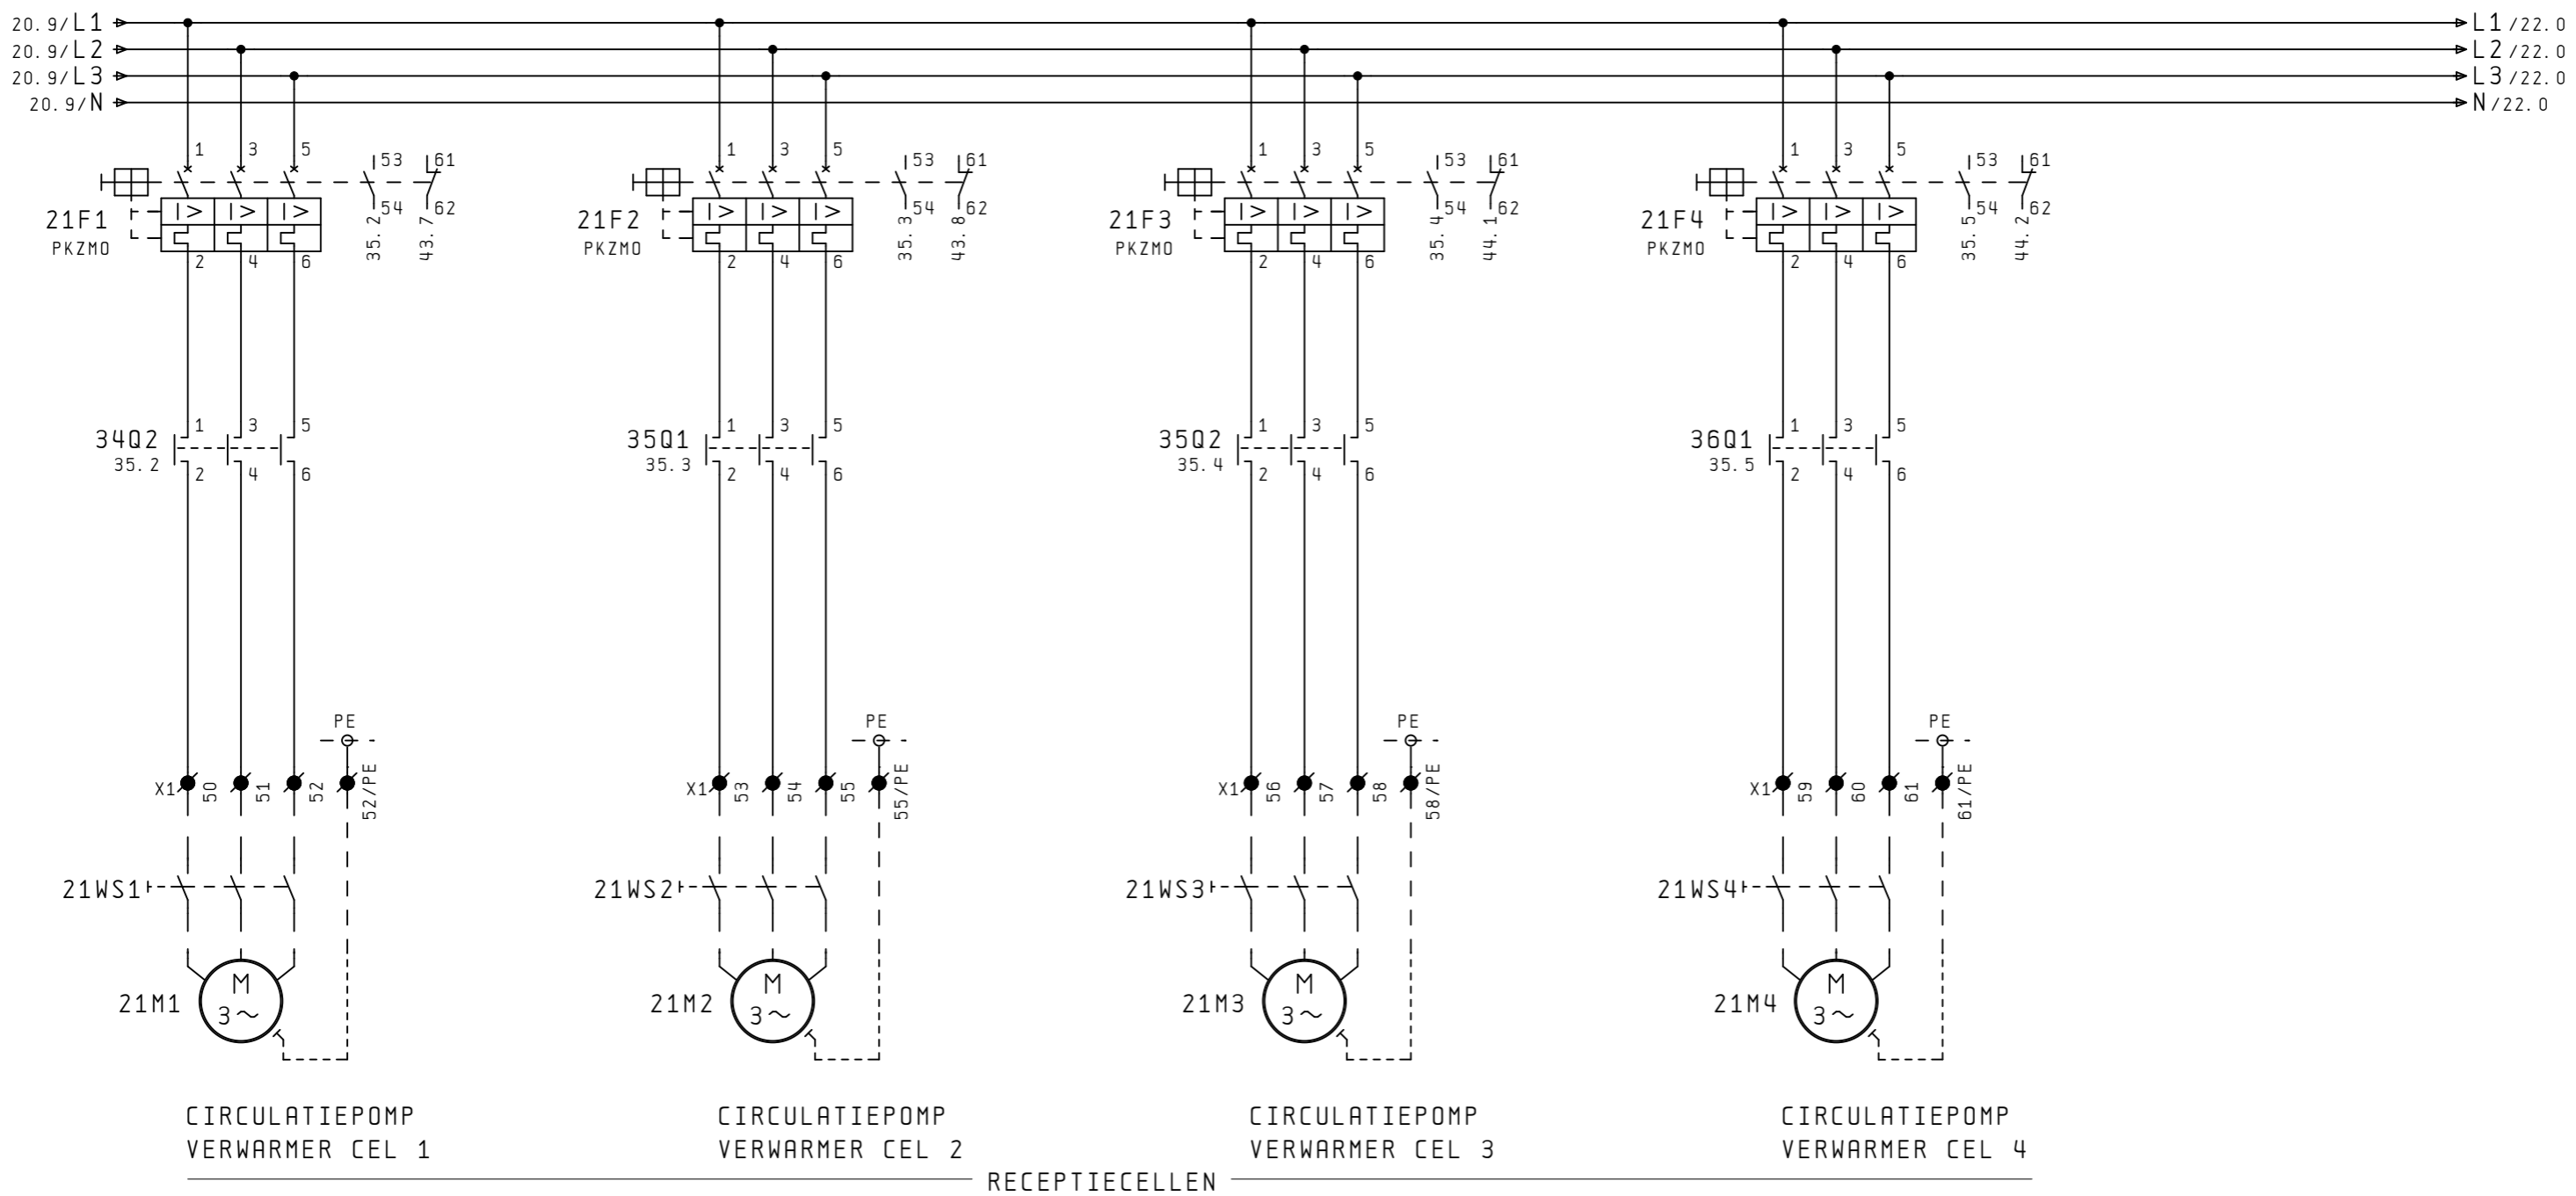 20.9/L1 L1/22.0
20.9/L2 L2/22.0
20.9/L3 L3/22.0
20.9/N N/22.0
1 3 5 53 61 1 3 5 53 61 1 3 5 53 61 1 3 5 53 61
54 62 54 62 54 62 54 62
21F1 I> I> I> 21F2 I> I> I> 21F3 I> I> I> 21F4 I> I> I>
PKZMO 35.2 43.7 PKZMO 35.3 43.8 PKZMO 35.4 44.1 PKZMO 35.5 44.2
2 4 6 2 4 6 2 4 6 2 4 6
1 3 5 1 3 5 1 3 5 1 3 5
34Q2 35Q1 35Q2 36Q1
35.2 35.3 35.4 35.5
2 4 6 2 4 6 2 4 6 2 4 6
PE PE PE PE
X1 50 51 52 52/PE X1 53 54 55 55/PE X1 56 57 58 58/PE X1 59 60 61 61/PE
21WS1 21WS2 21WS3 21WS4
M M M M
21M1 21M2 21M3 21M4
3~ 3~ 3~ 3~
CIRCULATIEPOMP CIRCULATIEPOMP CIRCULATIEPOMP CIRCULATIEPOMP
VERWARMER CEL 1 VERWARMER CEL 2 VERWARMER CEL 3 VERWARMER CEL 4
RECEPTIECELLEN